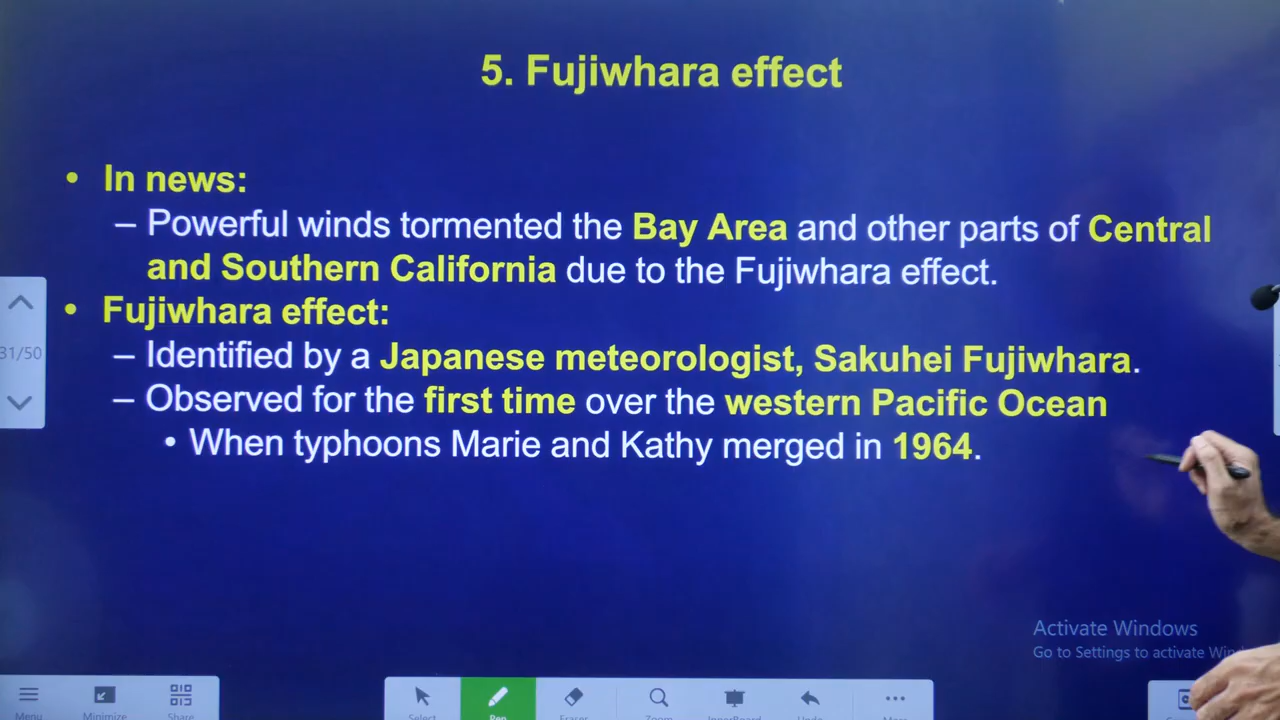 5. Fujiwhara effect
• In news:
– Powerful winds tormented the Bay Area and other parts of Central
and Southern California due to the Fujiwhara effect.
• Fujiwhara effect:
– Identified by a Japanese meteorologist, Sakuhei Fujiwhara.
– Observed for the first time over the western Pacific Ocean
• When typhoons Marie and Kathy merged in 1964.
31/50
Activate Windows
Go to Settings to activate
Menu Minimize Share Select Pen Eraser Zoom Undo